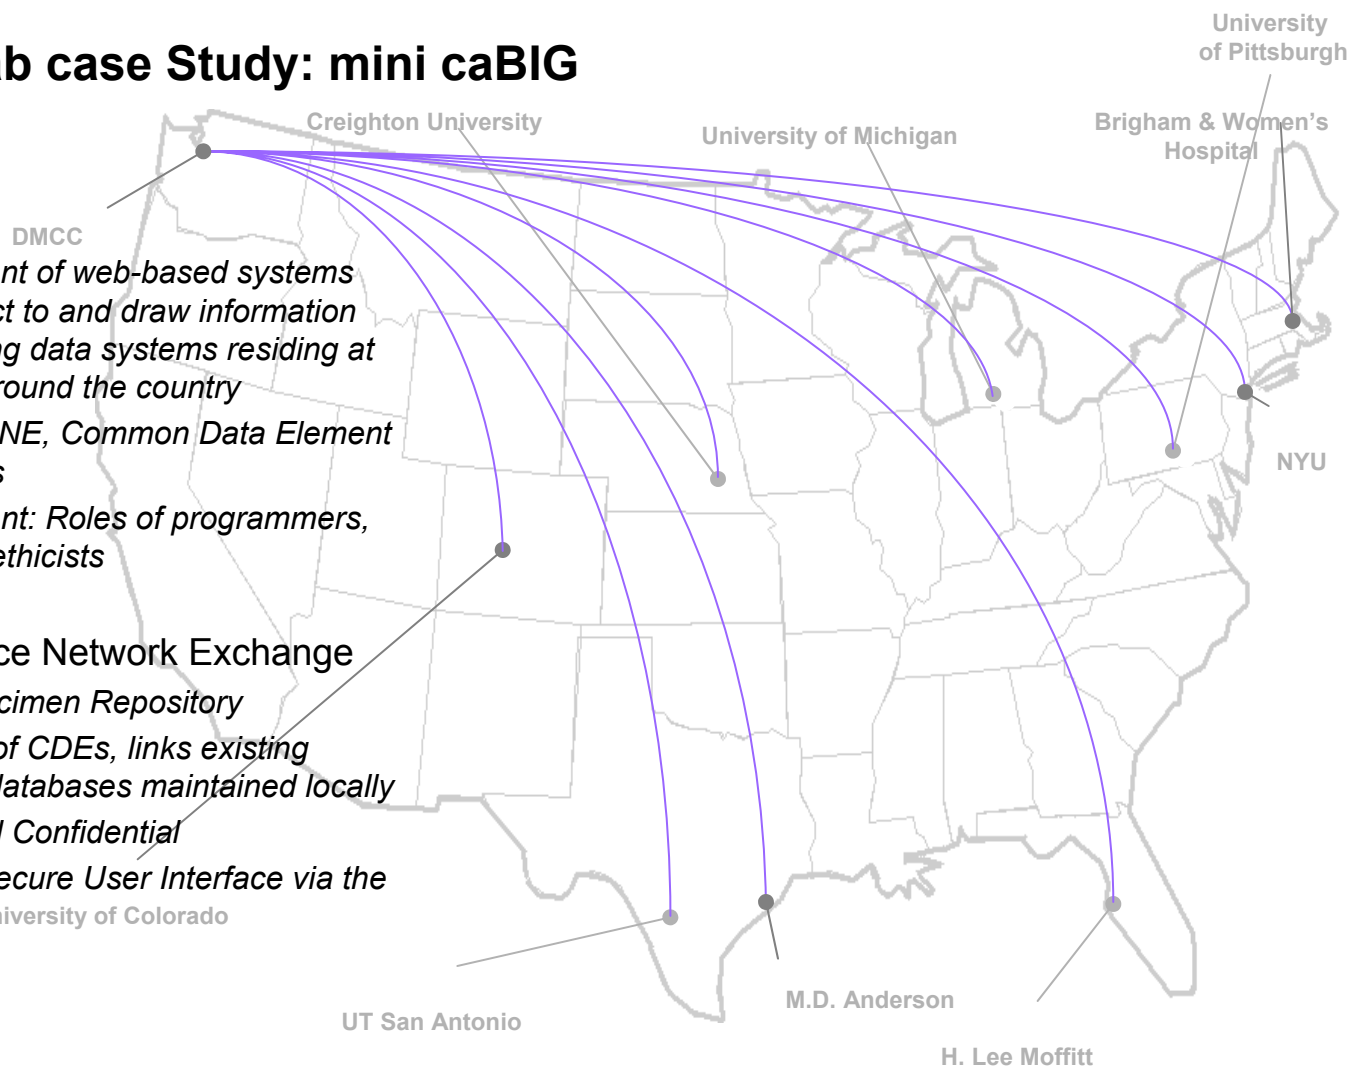 ab case Study: mini caBIG
University
of Pittsburgh
Creighton University
University of Michigan
Brigham & Women's
Hospital
DMCC
nt of web-based systems
ct to and draw information
ng data systems residing at
round the country
NE, Common Data Element
s
nt: Roles of programmers,
ethicists
NYU
ce Network Exchange
cimen Repository
of CDEs, links existing
databases maintained locally
l Confidential
ecure User Interface via the
niversity of Colorado
M.D. Anderson
UT San Antonio
H. Lee Moffitt